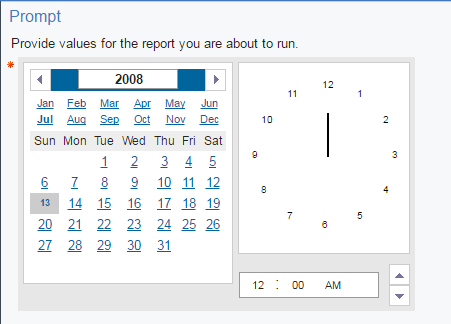 Prompt
Provide values for the report you are about to run.
*
2008
Jan Feb Mar Apr May Jun
Jul Aug Sep Oct Nov Dec
Sun Mon Tue Wed Thu Fri Sat
1 2 3 4 5
6 7 8 9 10 11 12
13 14 15 16 17 18 19
20 21 22 23 24 25 26
27 28 29 30 31
12
11 1
10 2
9 3
8 4
7 5
6
12 : 00 AM